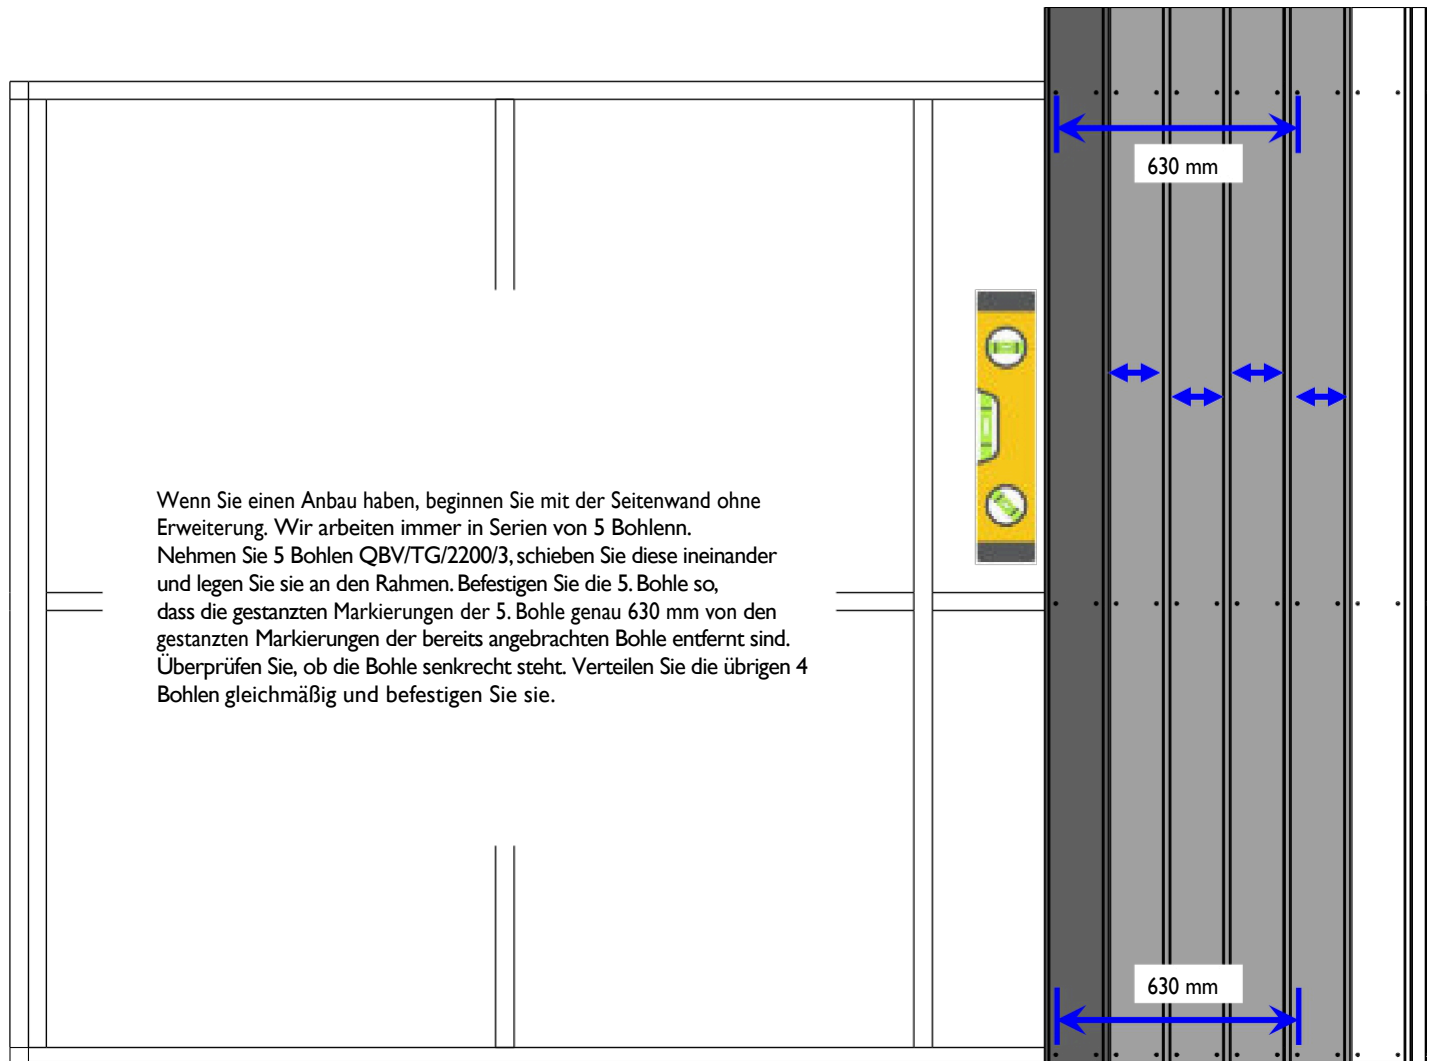 630 mm
Wenn Sie einen Anbau haben, beginnen Sie mit der Seitenwand ohne
Erweiterung. Wir arbeiten immer in Serien von 5 Bohlenn.
Nehmen Sie 5 Bohlen QBV/TG/2200/3, schieben Sie diese ineinander
und legen Sie sie an den Rahmen. Befestigen Sie die 5. Bohle so,
dass die gestanzten Markierungen der 5. Bohle genau 630 mm von den
gestanzten Markierungen der bereits angebrachten Bohle entfernt sind.
Überprüfen Sie, ob die Bohle senkrecht steht. Verteilen Sie die übrigen 4
Bohlen gleichmäßig und befestigen Sie sie.
630 mm